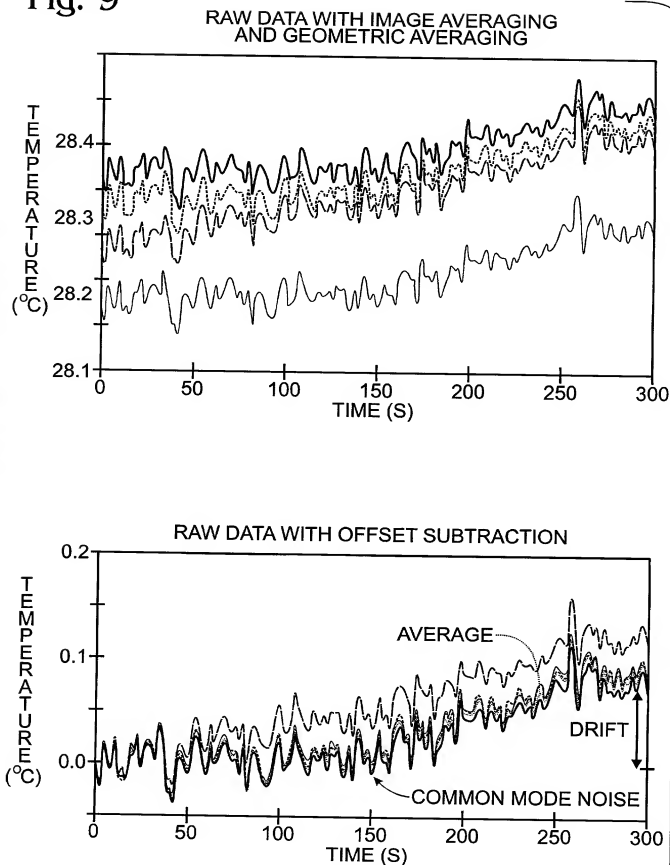 Fig. 9
RAW DATA WITH IMAGE AVERAGING
AND GEOMETRIC AVERAGING
TEMPERATURE
(°C)
28.4
28.3
28.2
28.1
0 50 100 150 200 250 300
TIME (S)
RAW DATA WITH OFFSET SUBTRACTION
TEMPERATURE
(°C)
0.2
0.1
0.0
AVERAGE
DRIFT
COMMON MODE NOISE
0 50 100 150 200 250 300
TIME (S)